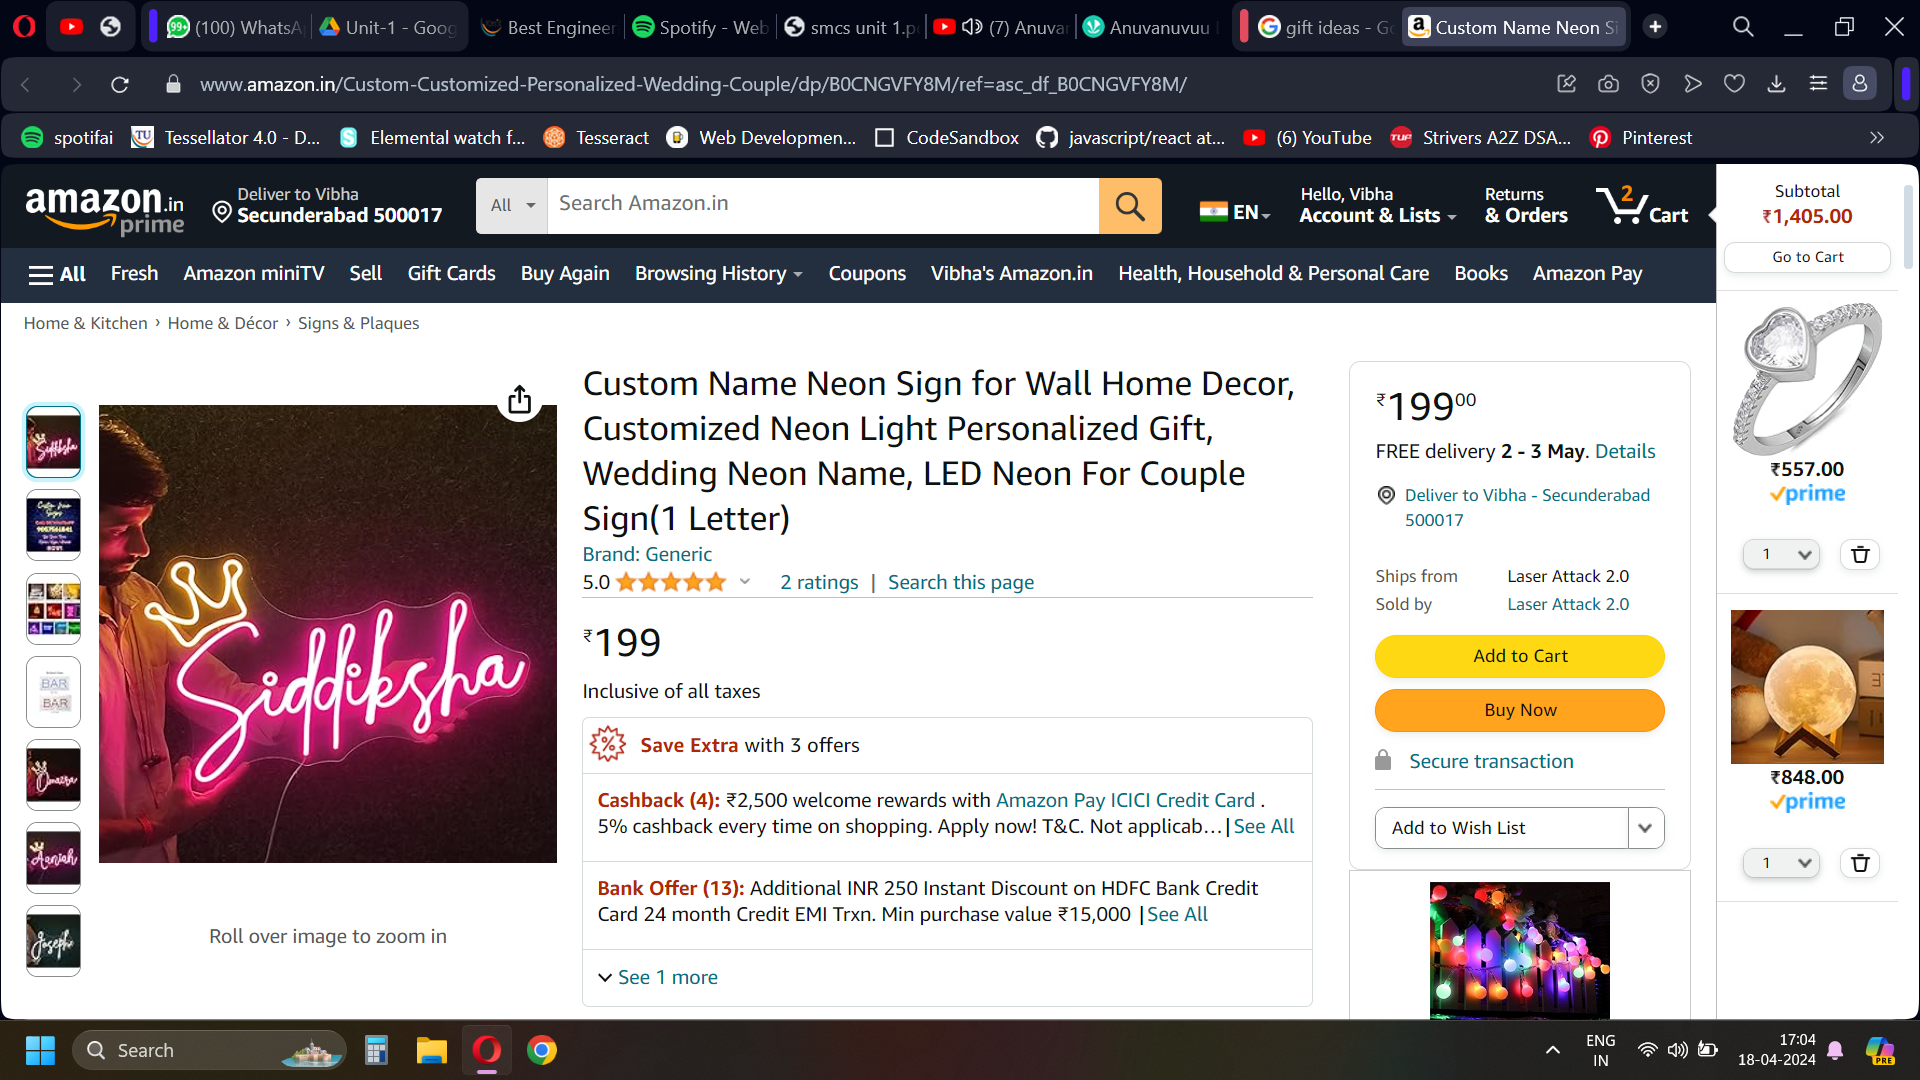 (100) WhatsA
Unit-1 - Goog
Best Engineer
Spotify - Web
smcs unit 1.p
(7) Anuvar
Anuvanuvuu
gift ideas - Go
Custom Name Neon Si
www.amazon.in/Custom-Customized-Personalized-Wedding-Couple/dp/B0CNGVFY8M/ref=asc_df_B0CNGVFY8M/
spotifai
Tessellator 4.0 - D...
Elemental watch f...
Tesseract
Web Developmen...
CodeSandbox
javascript/react at...
(6) YouTube
Strivers A2Z DSA...
Pinterest
amazon.in
prime
Deliver to Vibha
Secunderabad 500017
All
Search Amazon.in
EN
Hello, Vibha
Account & Lists
Returns
& Orders
2
Cart
Subtotal
₹1,405.00
Go to Cart
All
Fresh
Amazon miniTV
Sell
Gift Cards
Buy Again
Browsing History
Coupons
Vibha's Amazon.in
Health, Household & Personal Care
Books
Amazon Pay
Home & Kitchen › Home & Décor › Signs & Plaques
Siddiksha
Roll over image to zoom in
Custom Name Neon Sign for Wall Home Decor,
Customized Neon Light Personalized Gift,
Wedding Neon Name, LED Neon For Couple
Sign(1 Letter)
Brand: Generic
5.0
2 ratings | Search this page
₹199
Inclusive of all taxes
Save Extra with 3 offers
Cashback (4): ₹2,500 welcome rewards with Amazon Pay ICICI Credit Card .
5% cashback every time on shopping. Apply now! T&C. Not applicab... | See All
Bank Offer (13): Additional INR 250 Instant Discount on HDFC Bank Credit
Card 24 month Credit EMI Trxn. Min purchase value ₹15,000 | See All
See 1 more
₹19900
FREE delivery 2 - 3 May. Details
Deliver to Vibha - Secunderabad
500017
Ships from Laser Attack 2.0
Sold by Laser Attack 2.0
Add to Cart
Buy Now
Secure transaction
Add to Wish List
₹557.00
prime
1
₹848.00
prime
1
Siddiksha
BAR
BAR
Omaira
Aaniah
Joseph
Search
ENG
IN
17:04
18-04-2024
PRE